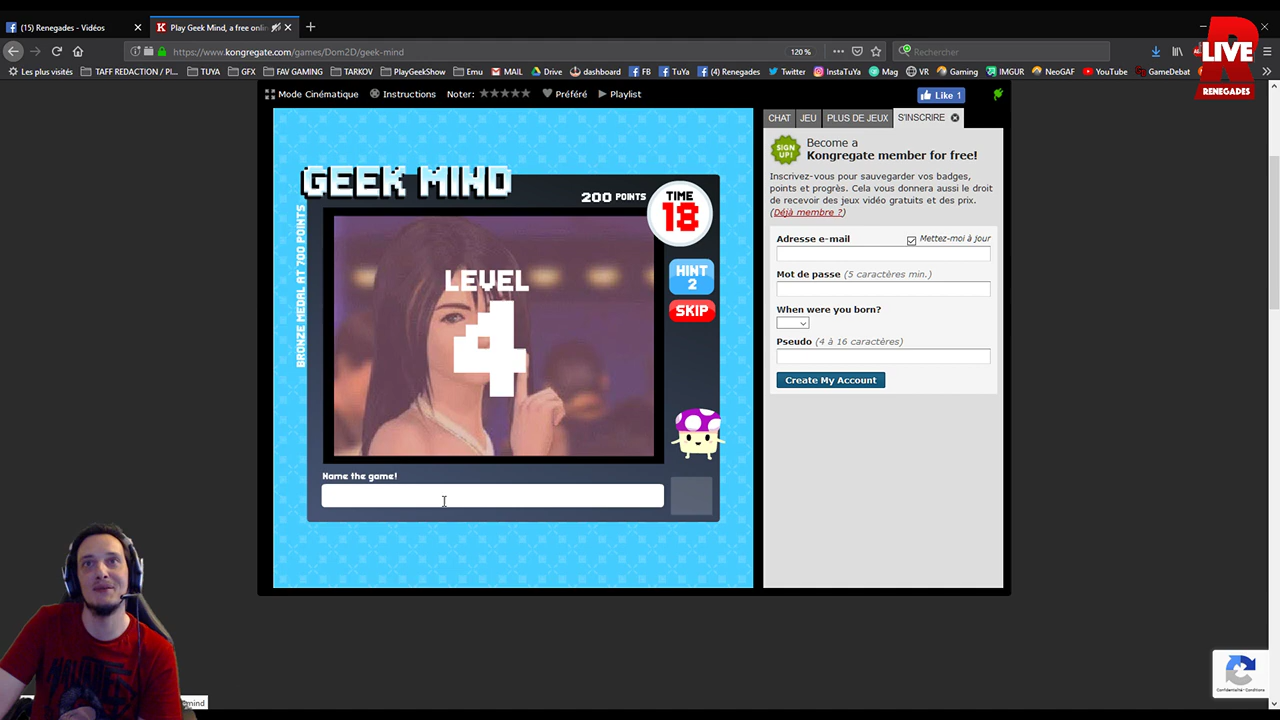 (15) Renegades - Vidéos
Play Geek Mind, a free onlin
https://www.kongregate.com/games/Dom2D/geek-mind
120 %
Rechercher
Les plus visités
TAFF REDACTION / PI...
TUYA
GFX
FAV GAMING
TARKOV
PlayGeekShow
Emu
MAIL
Drive
dashboard
FB
TuYa
(4) Renegades
Twitter
InstaTuYa
Mag
VR
Gaming
IMGUR
NeoGAF
YouTube
GameDebat
LIVE
RENEGADES
Mode Cinématique
Instructions
Noter:
Préféré
Playlist
Like 1
CHAT
JEU
PLUS DE JEUX
S'INSCRIRE
GEEK MIND
200 POINTS
TIME
18
BRONZE MEDAL AT 700 POINTS
LEVEL
4
HINT
2
SKIP
Name the game!
SIGN UP!
Become a
Kongregate member for free!
Inscrivez-vous pour sauvegarder vos badges,
points et progrès. Cela vous donnera aussi le droit
de recevoir des jeux vidéo gratuits et des prix.
(Déjà membre ?)
Adresse e-mail
Mettez-moi à jour
Mot de passe (5 caractères min.)
When were you born?
Pseudo (4 à 16 caractères)
Create My Account
Confidentialité - Conditions